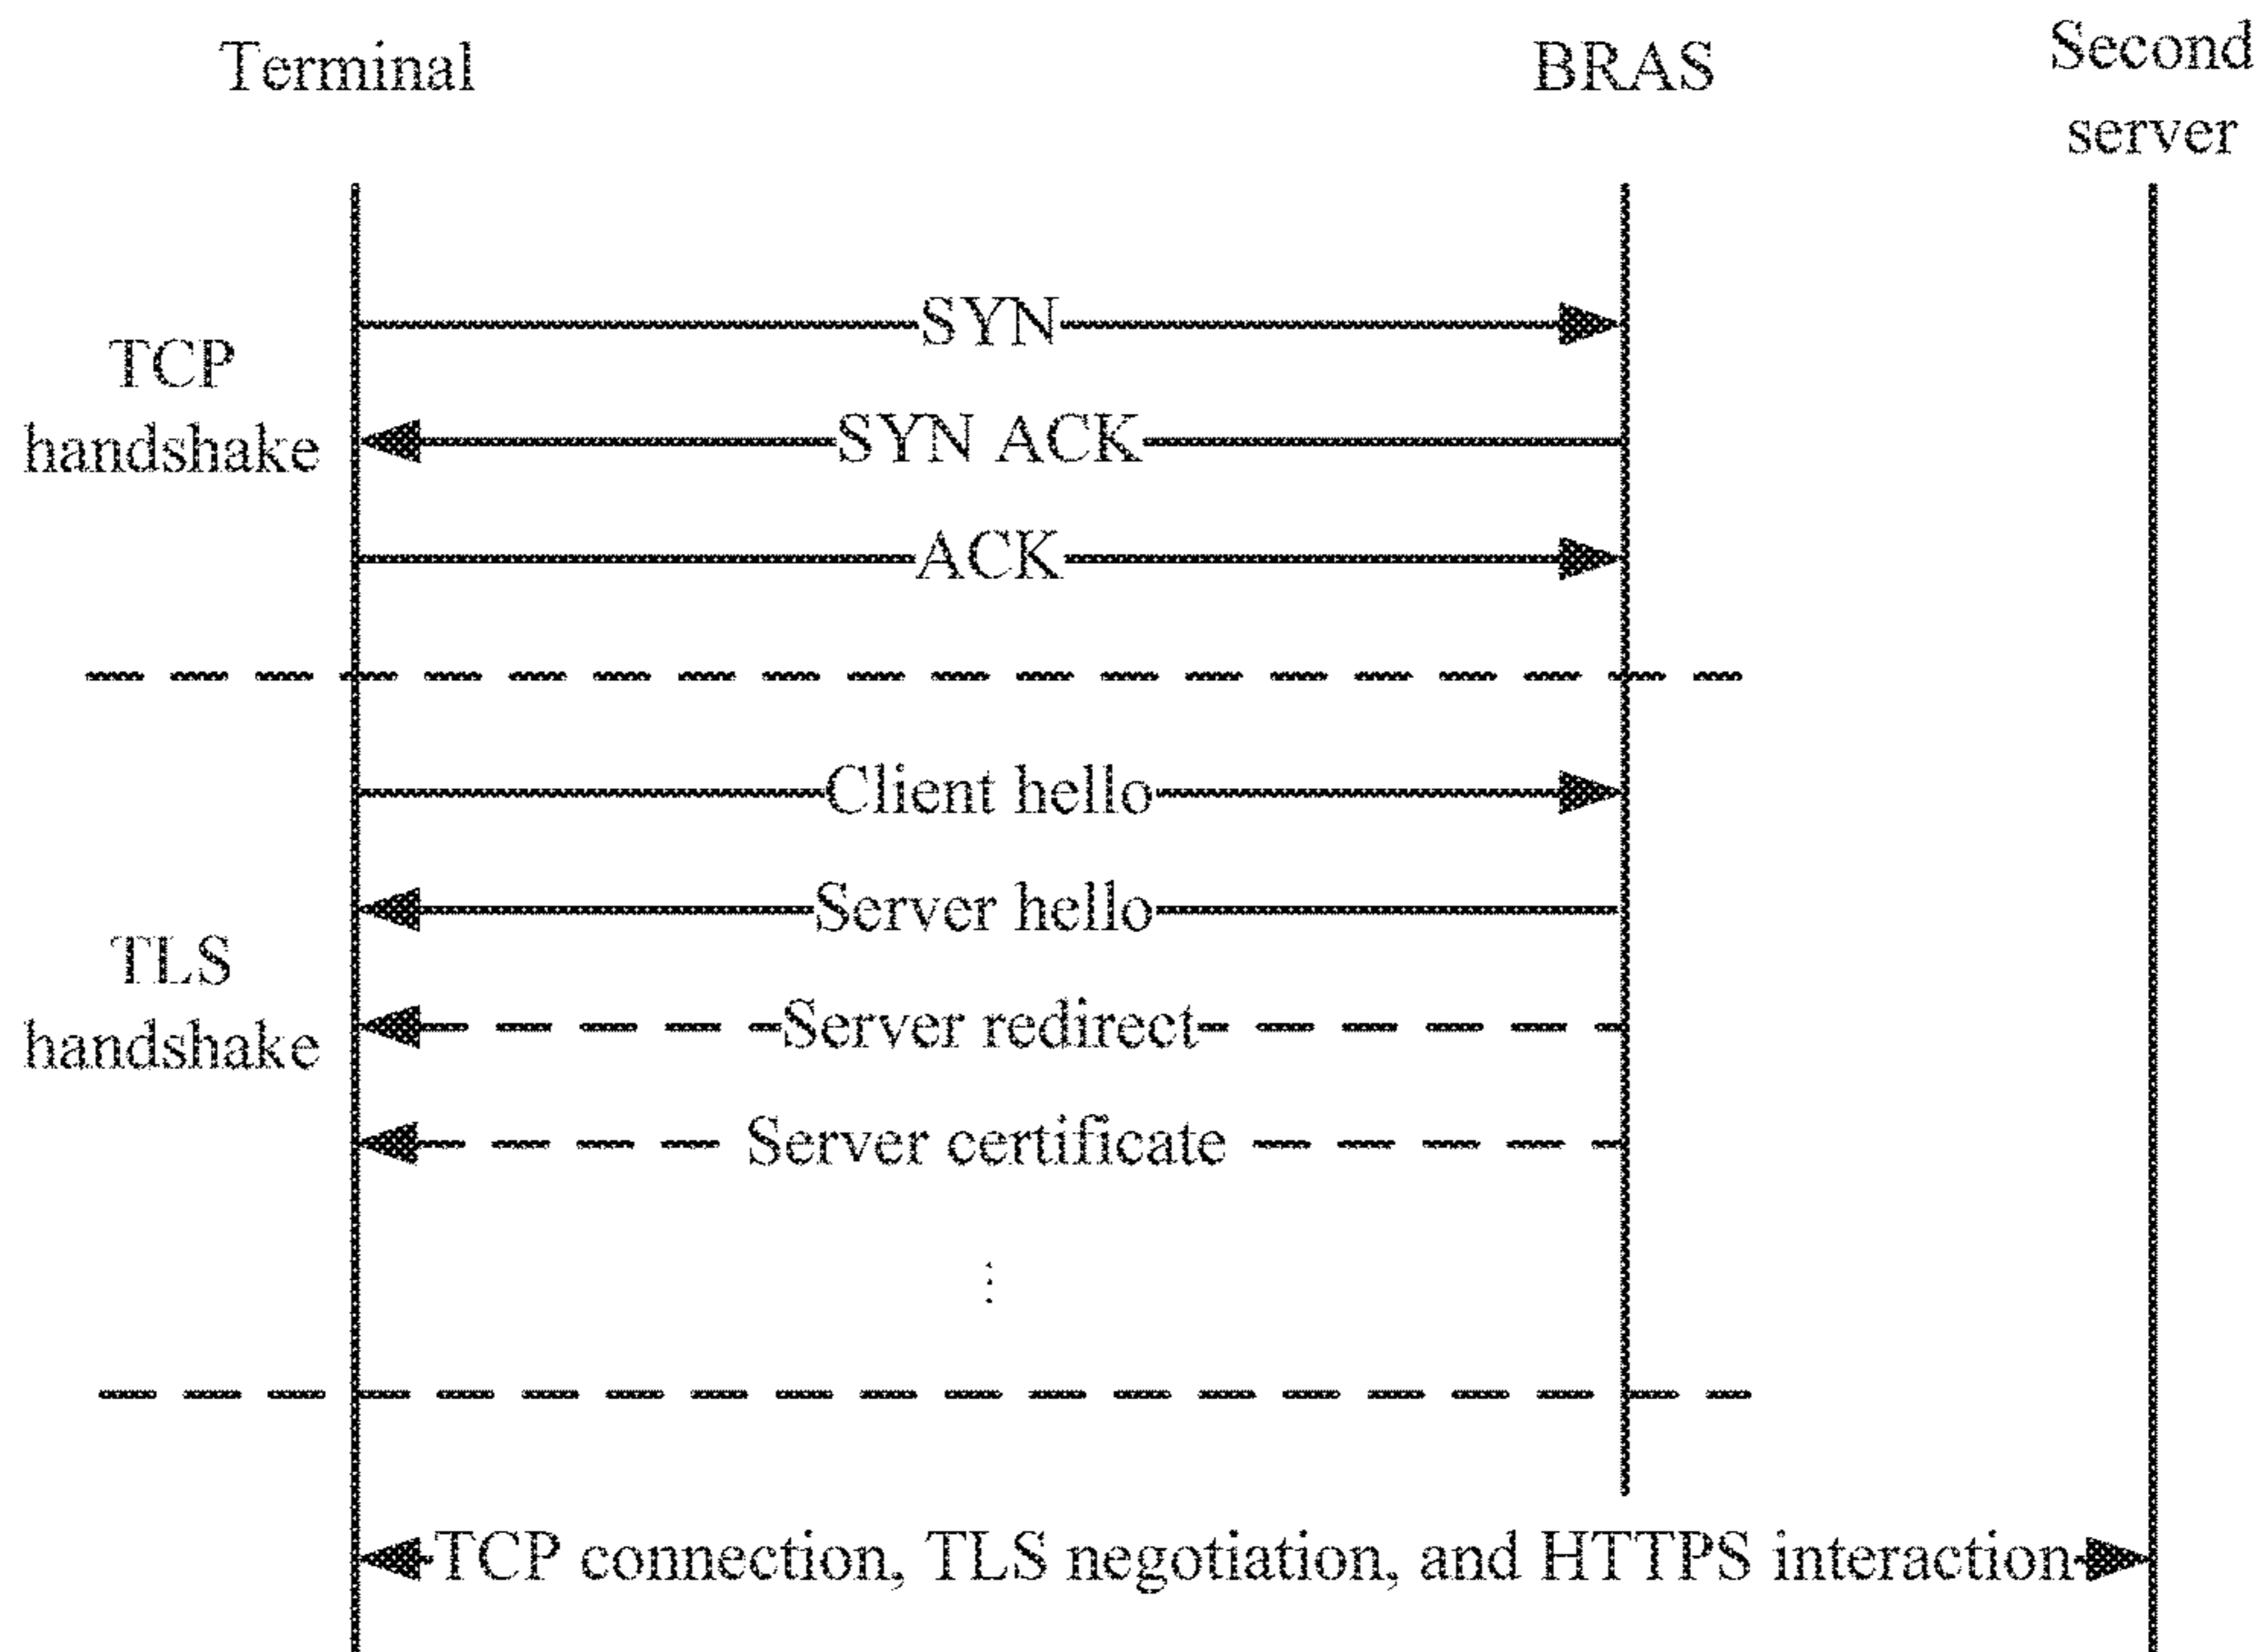 Terminal
BRAS
Second
server
TCP
handshake
SYN
SYN ACK
ACK
Client hello
Server hello
TLS
handshake
Server redirect
Server certificate
⋮
TCP connection, TLS negotiation, and HTTPS interaction